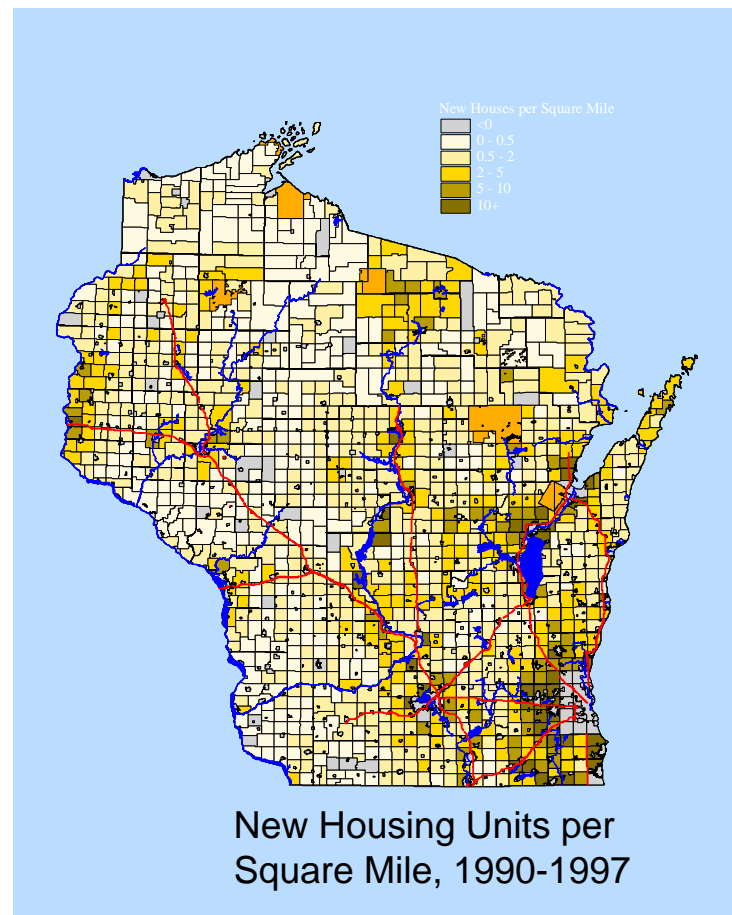 New Houses per Square Mile
<0
0 - 0.5
0.5 - 2
2 - 5
5 - 10
10+
New Housing Units per
Square Mile, 1990-1997